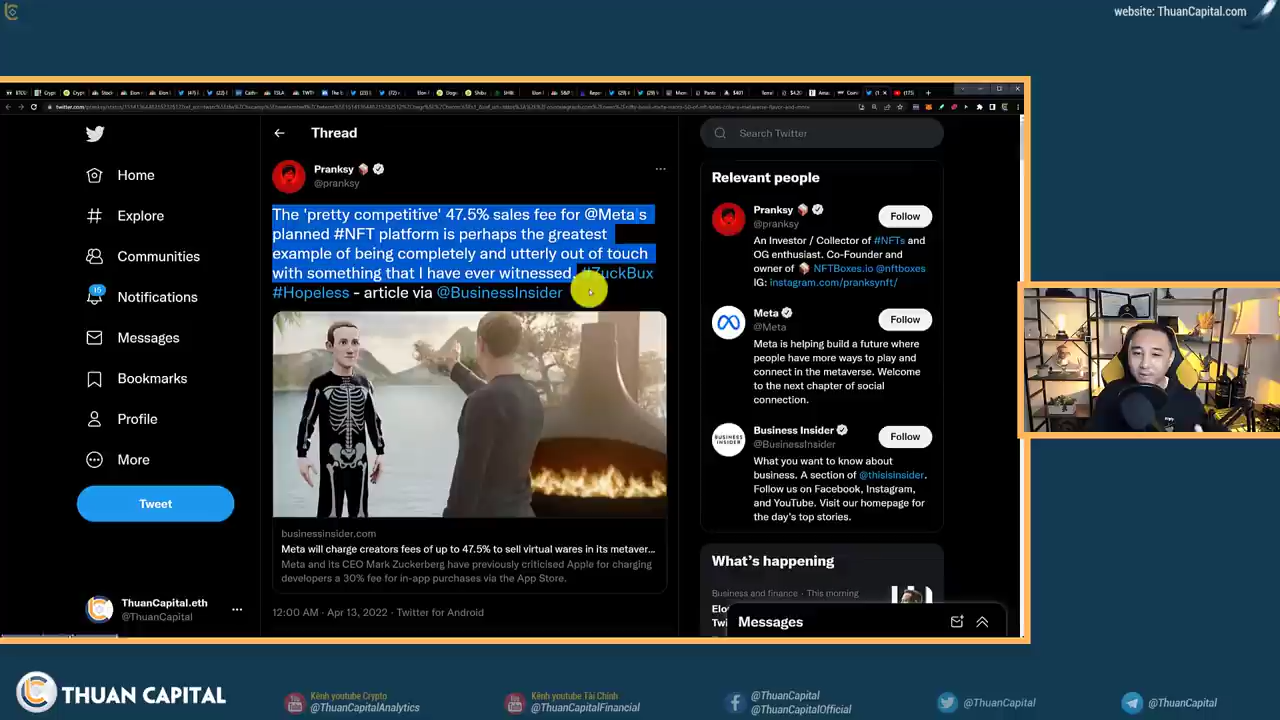 website: ThuanCapital.com
Thread
Search Twitter
Home
Explore
Communities
15
Notifications
Messages
Bookmarks
Profile
More
Tweet
ThuanCapital.eth
@ThuanCapital
Pranksy
@pranksy
The 'pretty competitive' 47.5% sales fee for @Meta's
planned #NFT platform is perhaps the greatest
example of being completely and utterly out of touch
with something that I have ever witnessed. #ZuckBux
#Hopeless - article via @BusinessInsider
businessinsider.com
Meta will charge creators fees of up to 47.5% to sell virtual wares in its metaver...
Meta and its CEO Mark Zuckerberg have previously criticised Apple for charging
developers a 30% fee for in-app purchases via the App Store.
12:00 AM · Apr 13, 2022 · Twitter for Android
Relevant people
Pranksy
@pranksy
Follow
An Investor / Collector of #NFTs and
OG enthusiast. Co-Founder and
owner of NFTBoxes.io @nftboxes
IG: instagram.com/pranksynft/
Meta
@Meta
Follow
Meta is helping build a future where
people have more ways to play and
connect in the metaverse. Welcome
to the next chapter of social
connection.
BUSINESS
INSIDER
Business Insider
@BusinessInsider
Follow
What you want to know about
business. A section of @thisisinsider.
Follow us on Facebook, Instagram,
and YouTube. Visit our homepage for
the day's top stories.
What's happening
Business and finance · This morning
Messages
THUAN CAPITAL
Kênh youtube Crypto
@ThuanCapitalAnalytics
Kênh youtube Tài Chính
@ThuanCapitalFinancial
@ThuanCapital
@ThuanCapitalOfficial
@ThuanCapital
@ThuanCapital